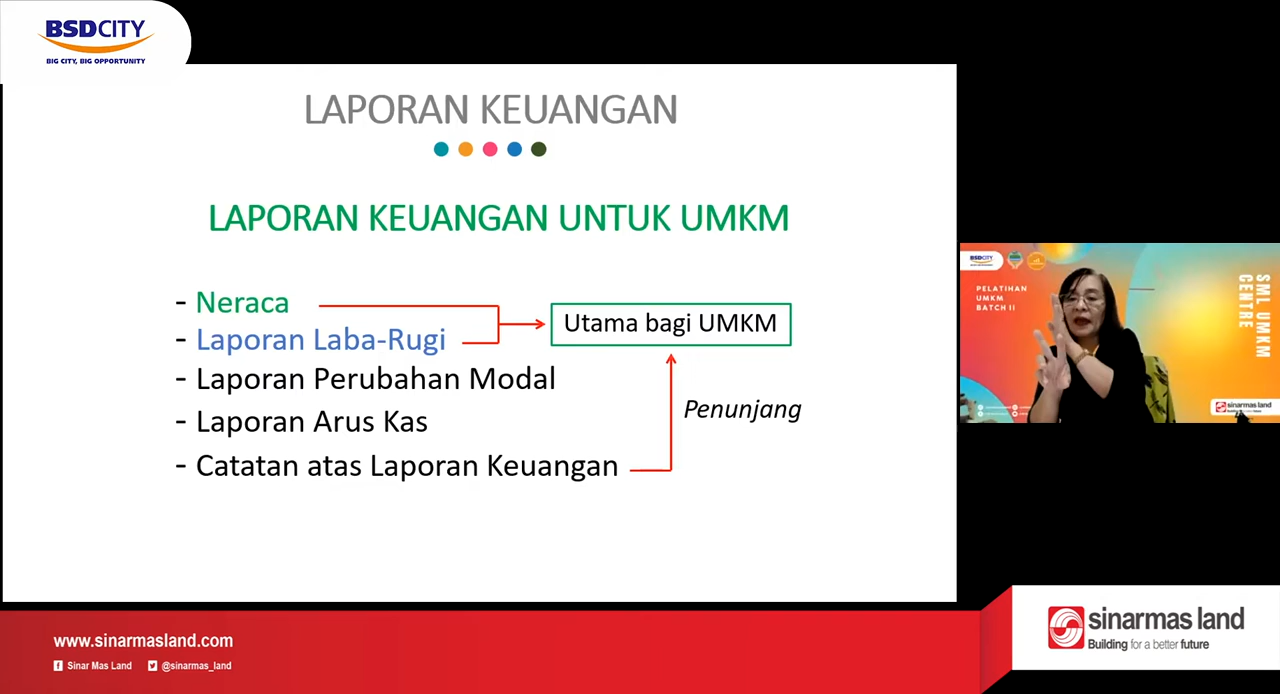 BSDCITY
BIG CITY, BIG OPPORTUNITY
LAPORAN KEUANGAN
LAPORAN KEUANGAN UNTUK UMKM
- Neraca
- Laporan Laba-Rugi
Utama bagi UMKM
- Laporan Perubahan Modal
- Laporan Arus Kas
Penunjang
- Catatan atas Laporan Keuangan
BSDCITY
PELATIHAN
UMKM
BATCH II
SML UMKM
CENTRE
sinarmas land
www.sinarmasland.com
Sinar Mas Land
@sinarmas_land
sinarmas land
Building for a better future